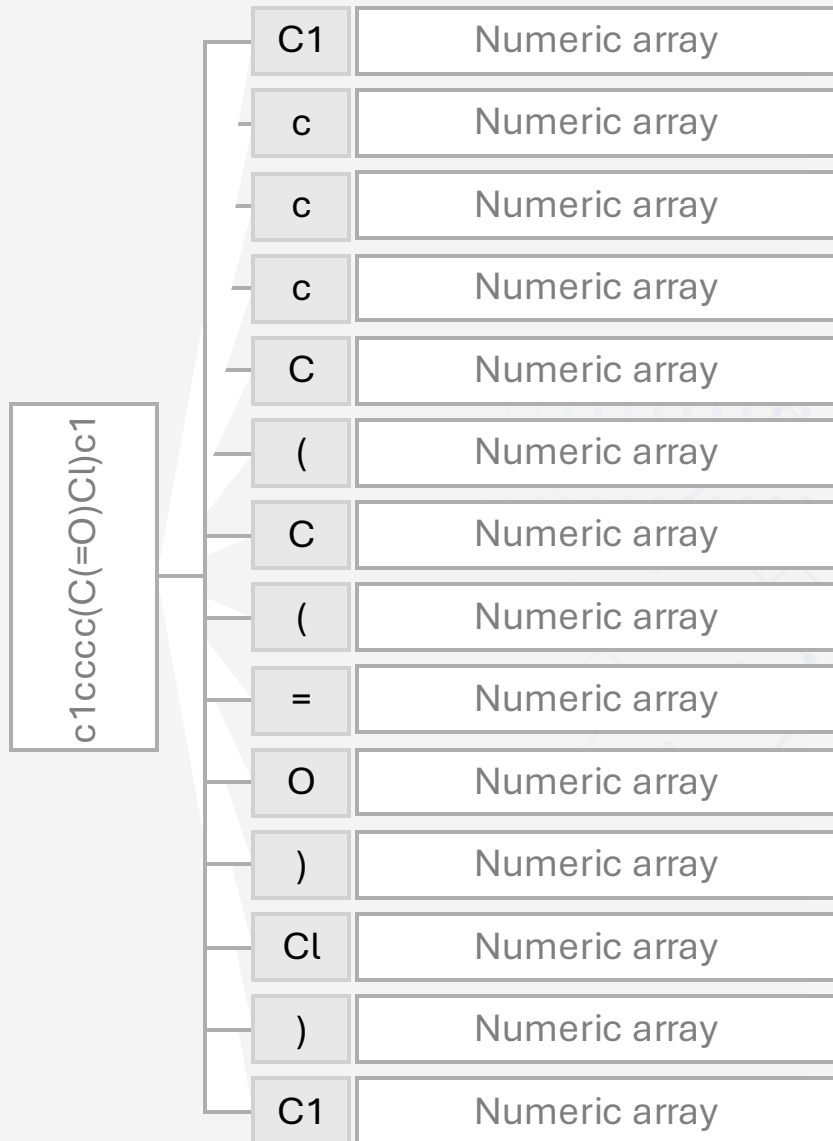 c1cccc(C(=O)Cl)c1
C1 Numeric array
c Numeric array
c Numeric array
c Numeric array
C Numeric array
( Numeric array
C Numeric array
( Numeric array
= Numeric array
O Numeric array
) Numeric array
Cl Numeric array
) Numeric array
C1 Numeric array